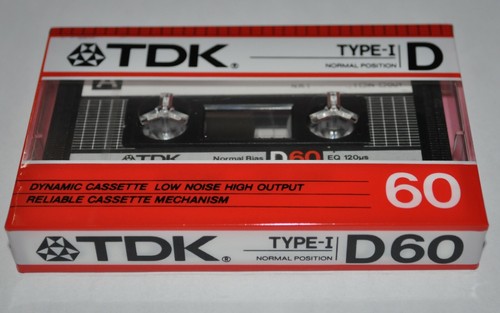 TDK® TYPE-I D
NORMAL POSITION
A
TDK Normal Bias D60 EQ 120µs
DYNAMIC CASSETTE LOW NOISE HIGH OUTPUT
RELIABLE CASSETTE MECHANISM
60
TDK® TYPE-I D60
NORMAL POSITION